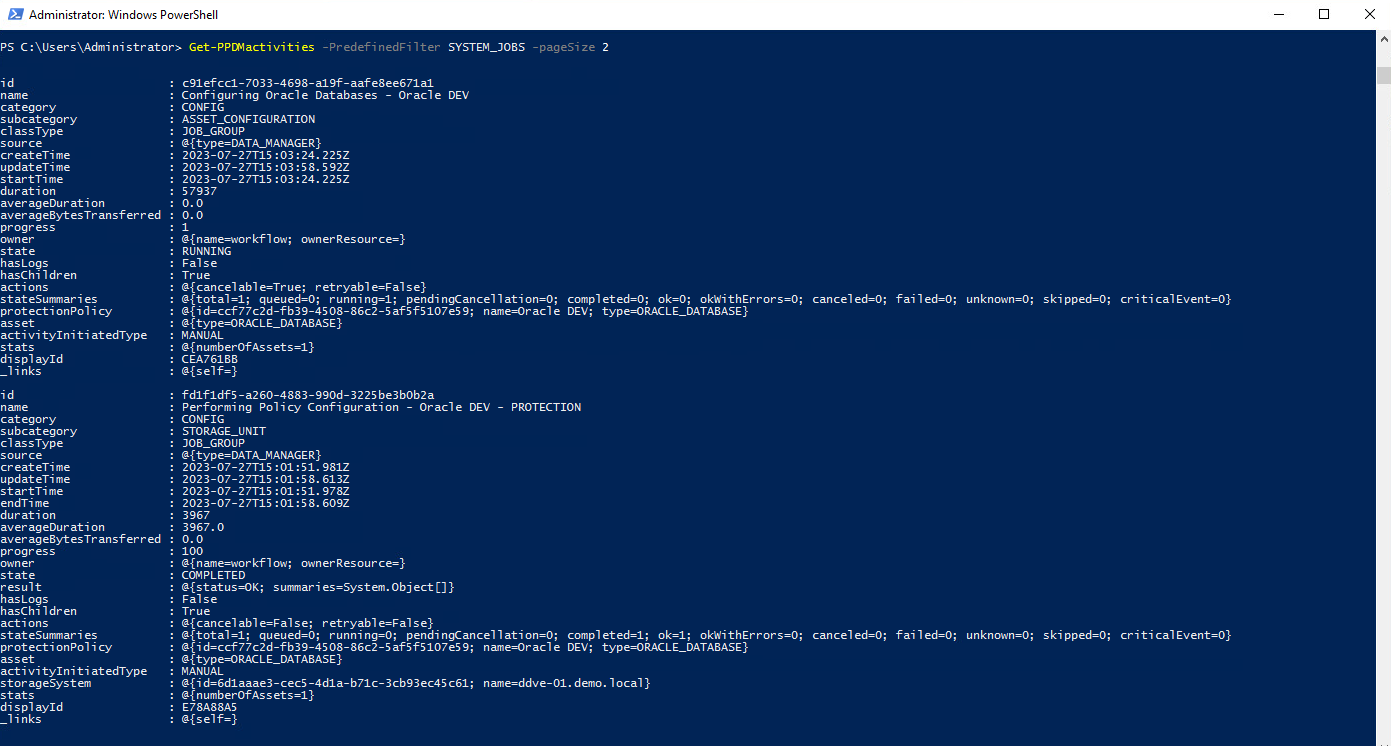 Administrator: Windows PowerShell
PS C:\Users\Administrator> Get-PPDMactivities -PredefinedFilter SYSTEM_JOBS -pageSize 2
id : c91efcc1-7033-4698-a19f-aafe8ee671a1
name : Configuring Oracle Databases - Oracle DEV
category : CONFIG
subcategory : ASSET_CONFIGURATION
classType : JOB_GROUP
source : @{type=DATA_MANAGER}
createTime : 2023-07-27T15:03:24.225Z
updateTime : 2023-07-27T15:03:58.592Z
startTime : 2023-07-27T15:03:24.225Z
duration : 57937
averageDuration : 0.0
averageBytesTransferred : 0.0
progress : 1
owner : @{name=workflow; ownerResource=}
state : RUNNING
hasLogs : False
hasChildren : True
actions : @{cancelable=True; retryable=False}
stateSummaries : @{total=1; queued=0; running=1; pendingCancellation=0; completed=0; ok=0; okWithErrors=0; canceled=0; failed=0; unknown=0; skipped=0; criticalEvent=0}
protectionPolicy : @{id=ccf77c2d-fb39-4508-86c2-5af5f5107e59; name=Oracle DEV; type=ORACLE_DATABASE}
asset : @{type=ORACLE_DATABASE}
activityInitiatedType : MANUAL
stats : @{numberOfAssets=1}
displayId : CEA761BB
_links : @{self=}
id : fd1f1df5-a260-4883-990d-3225be3b0b2a
name : Performing Policy Configuration - Oracle DEV - PROTECTION
category : CONFIG
subcategory : STORAGE_UNIT
classType : JOB_GROUP
source : @{type=DATA_MANAGER}
createTime : 2023-07-27T15:01:51.981Z
updateTime : 2023-07-27T15:01:58.613Z
startTime : 2023-07-27T15:01:51.978Z
endTime : 2023-07-27T15:01:58.609Z
duration : 3967
averageDuration : 3967.0
averageBytesTransferred : 0.0
progress : 100
owner : @{name=workflow; ownerResource=}
state : COMPLETED
result : @{status=OK; summaries=System.Object[]}
hasLogs : False
hasChildren : True
actions : @{cancelable=False; retryable=False}
stateSummaries : @{total=1; queued=0; running=0; pendingCancellation=0; completed=1; ok=1; okWithErrors=0; canceled=0; failed=0; unknown=0; skipped=0; criticalEvent=0}
protectionPolicy : @{id=ccf77c2d-fb39-4508-86c2-5af5f5107e59; name=Oracle DEV; type=ORACLE_DATABASE}
asset : @{type=ORACLE_DATABASE}
activityInitiatedType : MANUAL
storageSystem : @{id=6d1aaae3-cec5-4d1a-b71c-3cb93ec45c61; name=ddve-01.demo.local}
stats : @{numberOfAssets=1}
displayId : E78A88A5
_links : @{self=}